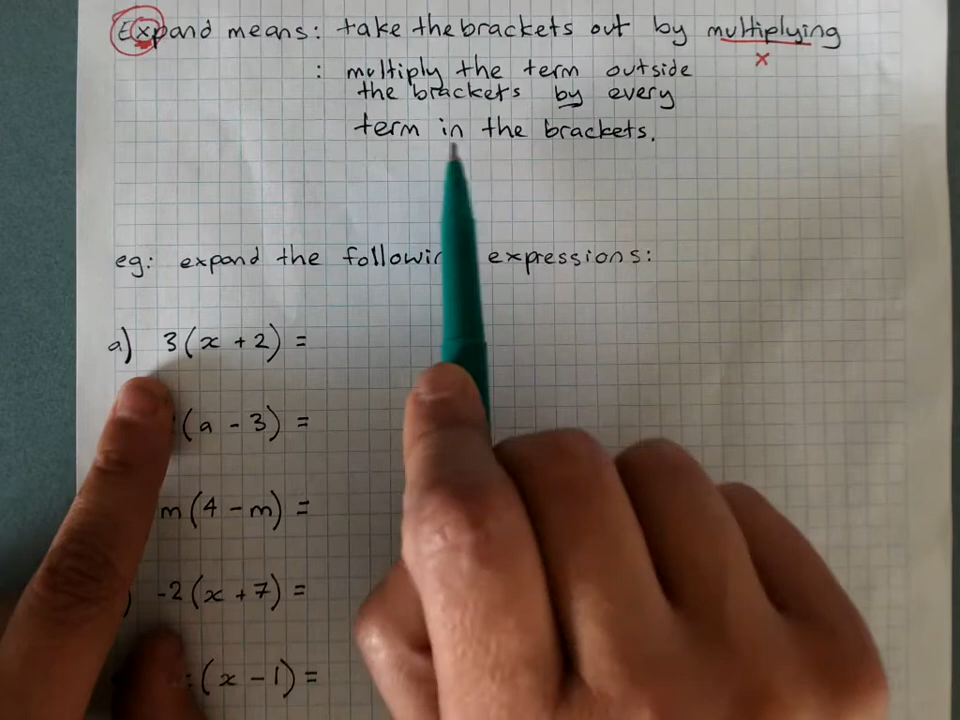 Expand means: take the brackets out by multiplying
x
: multiply the term outside
the brackets by every
term in the brackets.
eg: expand the expressions:
a) 3(x + 2) =
(a - 3) =
m(4 - m) =
) -2(x + 7) =
(x - 1) =